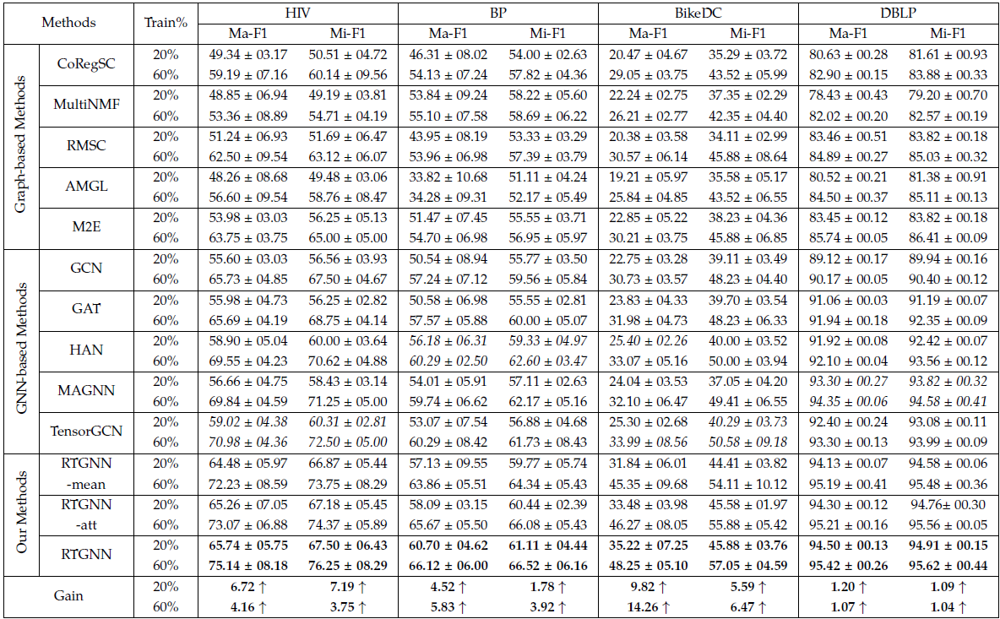 Methods Train% HIV BP BikeDC DBLP
Ma-F1 Mi-F1 Ma-F1 Mi-F1 Ma-F1 Mi-F1 Ma-F1 Mi-F1
Graph-based Methods
CoRegSC 20% 49.34 ± 03.17 50.51 ± 04.72 46.31 ± 08.02 54.00 ± 02.63 20.47 ± 04.67 35.29 ± 03.72 80.63 ± 00.28 81.61 ± 00.93
60% 59.19 ± 07.16 60.14 ± 09.56 54.13 ± 07.24 57.82 ± 04.36 29.05 ± 03.75 43.52 ± 05.99 82.90 ± 00.15 83.88 ± 00.33
MultiNMF 20% 48.85 ± 06.94 49.19 ± 03.81 53.84 ± 09.24 58.22 ± 05.60 22.24 ± 02.75 37.35 ± 02.29 78.43 ± 00.43 79.20 ± 00.70
60% 53.36 ± 08.89 54.71 ± 04.19 55.10 ± 07.58 58.69 ± 06.22 26.21 ± 02.77 42.35 ± 04.40 82.02 ± 00.20 82.57 ± 00.19
RMSC 20% 51.24 ± 06.93 51.69 ± 06.47 43.95 ± 08.19 53.33 ± 03.29 20.38 ± 03.58 34.11 ± 02.99 83.46 ± 00.51 83.82 ± 00.18
60% 62.50 ± 09.54 63.12 ± 06.07 53.96 ± 06.98 57.39 ± 03.79 30.57 ± 06.14 45.88 ± 08.64 84.89 ± 00.27 85.03 ± 00.32
AMGL 20% 48.26 ± 08.68 49.48 ± 03.06 33.82 ± 10.68 51.11 ± 04.24 19.21 ± 05.97 35.58 ± 05.17 80.52 ± 00.21 81.38 ± 00.91
60% 56.60 ± 09.54 58.76 ± 08.47 34.28 ± 09.31 52.17 ± 05.49 25.84 ± 04.85 43.52 ± 06.55 84.50 ± 00.37 85.11 ± 00.13
M2E 20% 53.98 ± 03.03 56.25 ± 05.13 51.47 ± 07.45 55.55 ± 03.71 22.85 ± 05.22 38.23 ± 04.36 83.45 ± 00.12 83.82 ± 00.18
60% 63.75 ± 03.75 65.00 ± 05.00 54.70 ± 06.98 56.95 ± 05.97 30.21 ± 03.75 45.88 ± 06.85 85.74 ± 00.05 86.41 ± 00.09
GNN-based Methods
GCN 20% 55.60 ± 03.03 56.56 ± 03.93 50.54 ± 08.94 55.77 ± 03.50 22.75 ± 03.28 39.11 ± 03.49 89.12 ± 00.17 89.94 ± 00.16
60% 65.73 ± 04.85 67.50 ± 04.67 57.24 ± 07.12 59.56 ± 05.84 30.73 ± 03.57 48.23 ± 04.40 90.17 ± 00.05 90.40 ± 00.12
GAT 20% 55.98 ± 04.73 56.25 ± 02.82 50.58 ± 06.98 55.55 ± 02.81 23.83 ± 04.33 39.70 ± 03.54 91.06 ± 00.03 91.19 ± 00.07
60% 65.69 ± 04.19 68.75 ± 04.14 57.57 ± 05.88 60.00 ± 05.07 31.98 ± 04.73 48.23 ± 06.33 91.94 ± 00.18 92.35 ± 00.09
HAN 20% 58.90 ± 05.04 60.00 ± 03.64 56.18 ± 06.31 59.33 ± 04.97 25.40 ± 02.26 40.00 ± 03.52 91.92 ± 00.08 92.42 ± 00.07
60% 69.55 ± 04.23 70.62 ± 04.88 60.29 ± 02.50 62.60 ± 03.47 33.07 ± 05.16 50.00 ± 03.94 92.10 ± 00.04 93.56 ± 00.12
MAGNN 20% 56.66 ± 04.75 58.43 ± 03.14 54.01 ± 05.91 57.11 ± 02.63 24.04 ± 03.53 37.05 ± 04.20 93.30 ± 00.27 93.82 ± 00.32
60% 69.84 ± 04.59 71.25 ± 05.00 59.74 ± 06.62 62.17 ± 05.16 32.10 ± 06.47 49.41 ± 06.55 94.35 ± 00.06 94.58 ± 00.41
TensorGCN 20% 59.02 ± 04.38 60.31 ± 02.81 53.07 ± 07.54 56.88 ± 04.68 25.30 ± 02.68 40.29 ± 03.73 92.40 ± 00.24 93.08 ± 00.11
60% 70.98 ± 04.36 72.50 ± 05.00 60.29 ± 08.42 61.73 ± 08.43 33.99 ± 08.56 50.58 ± 09.18 93.30 ± 00.13 93.99 ± 00.09
Our Methods
RTGNN 20% 64.48 ± 05.97 66.87 ± 05.44 57.13 ± 09.55 59.77 ± 05.74 31.84 ± 06.01 44.41 ± 03.82 94.13 ± 00.07 94.58 ± 00.06
-mean 60% 72.23 ± 08.59 73.75 ± 08.29 63.86 ± 05.51 64.34 ± 05.43 45.35 ± 09.68 54.11 ± 10.12 95.19 ± 00.41 95.48 ± 00.36
RTGNN 20% 65.26 ± 07.05 67.18 ± 05.45 58.09 ± 03.15 60.44 ± 02.39 33.48 ± 03.98 45.58 ± 01.97 94.30 ± 00.12 94.76± 00.30
-att 60% 73.07 ± 06.88 74.37 ± 05.89 65.67 ± 05.50 66.08 ± 05.43 46.27 ± 08.05 55.88 ± 05.42 95.21 ± 00.16 95.56 ± 00.05
RTGNN 20% 65.74 ± 05.75 67.50 ± 06.43 60.70 ± 04.62 61.11 ± 04.44 35.22 ± 07.25 45.88 ± 03.76 94.50 ± 00.13 94.91 ± 00.15
60% 75.14 ± 08.18 76.25 ± 08.29 66.12 ± 06.00 66.52 ± 06.16 48.25 ± 05.10 57.05 ± 04.59 95.42 ± 00.26 95.62 ± 00.44
Gain 20% 6.72 ↑ 7.19 ↑ 4.52 ↑ 1.78 ↑ 9.82 ↑ 5.59 ↑ 1.20 ↑ 1.09 ↑
60% 4.16 ↑ 3.75 ↑ 5.83 ↑ 3.92 ↑ 14.26 ↑ 6.47 ↑ 1.07 ↑ 1.04 ↑